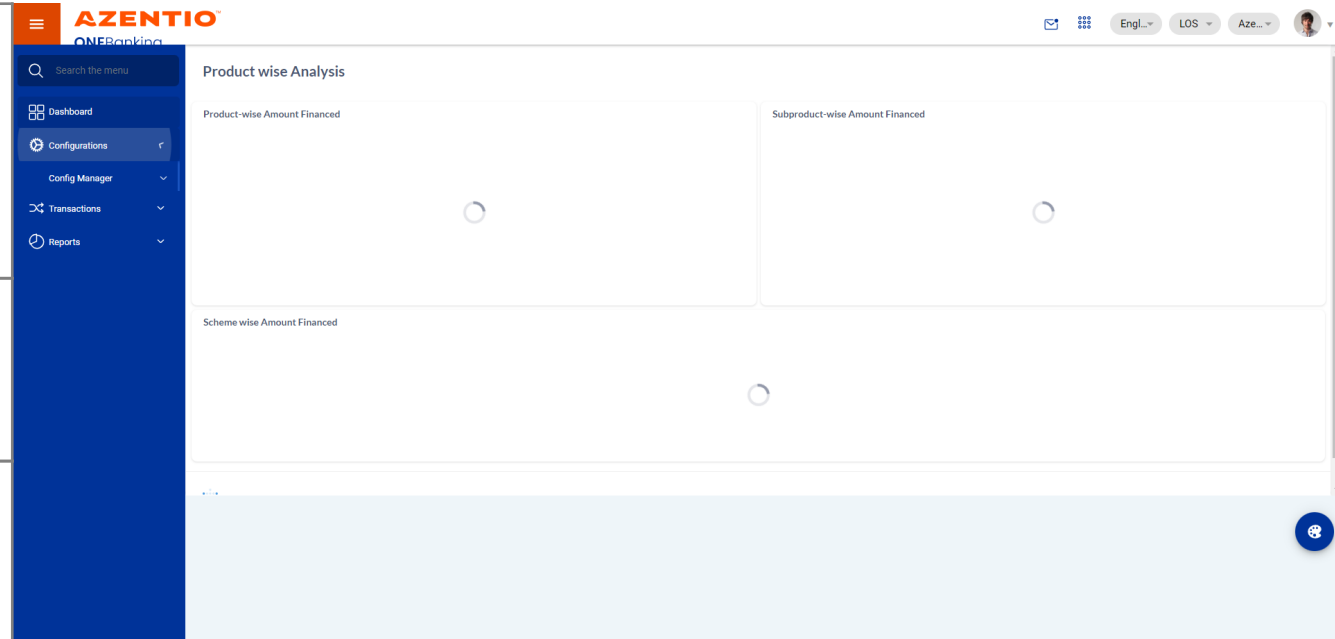 AZENTIO™
ONEBanking
Engl...
LOS
Aze...
Search the menu
Dashboard
Configurations
Config Manager
Transactions
Reports
Product wise Analysis
Product-wise Amount Financed
Subproduct-wise Amount Financed
Scheme wise Amount Financed